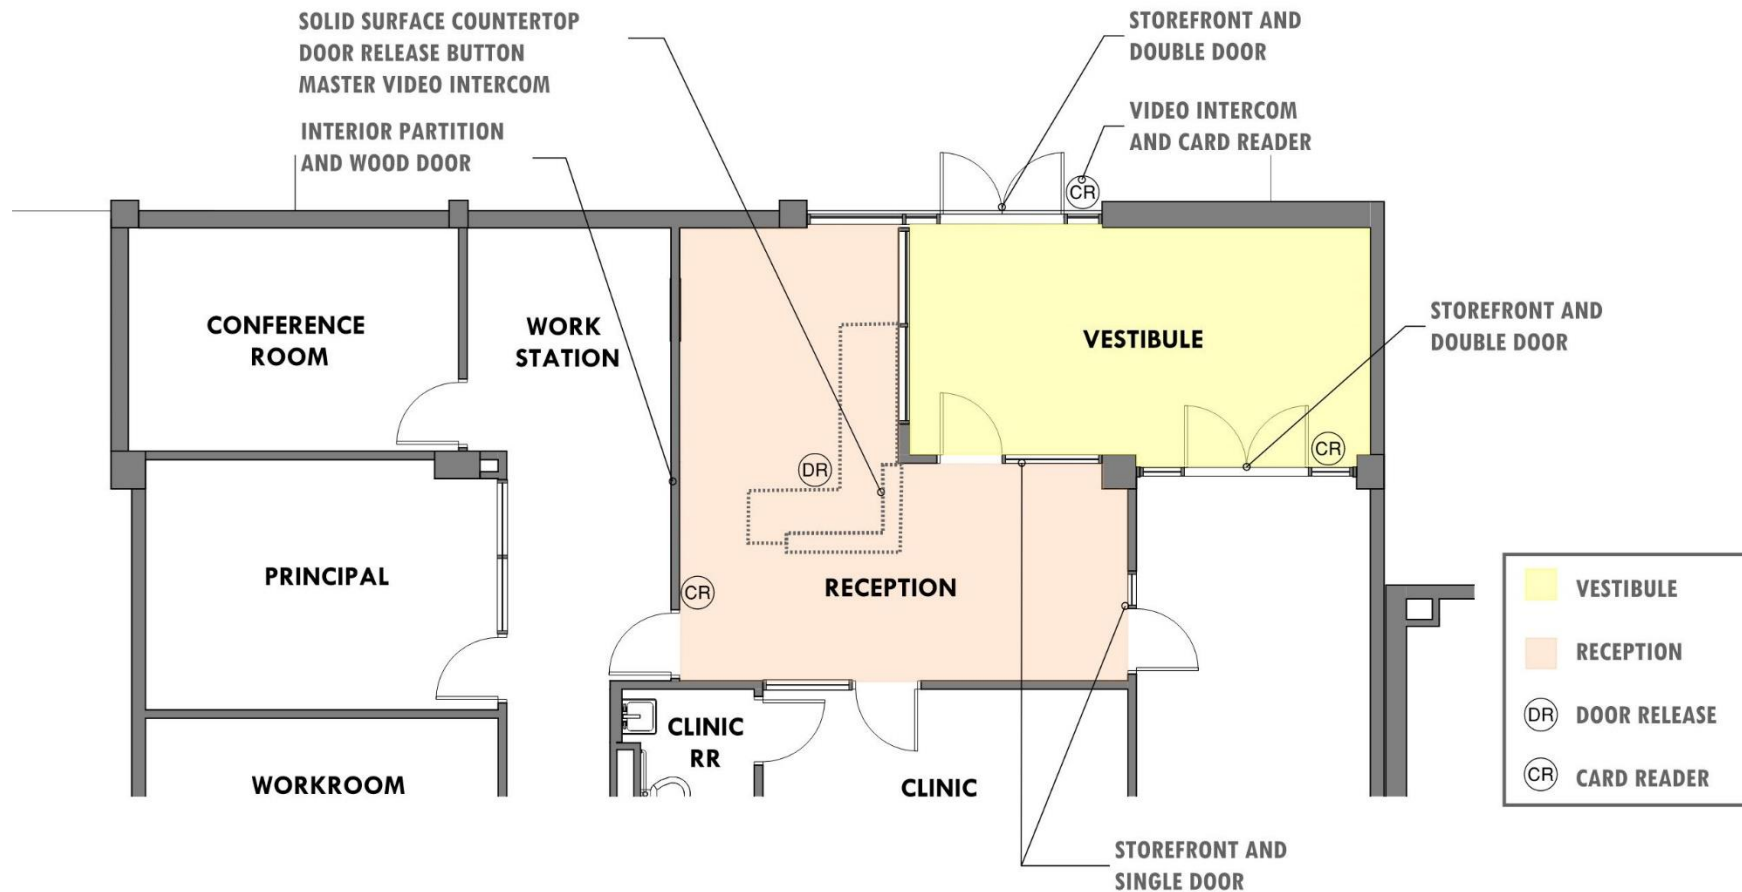 SOLID SURFACE COUNTERTOP
DOOR RELEASE BUTTON
MASTER VIDEO INTERCOM
STOREFRONT AND
DOUBLE DOOR
INTERIOR PARTITION
AND WOOD DOOR
VIDEO INTERCOM
AND CARD READER
CR
CONFERENCE
ROOM
WORK
STATION
VESTIBULE
STOREFRONT AND
DOUBLE DOOR
CR
DR
PRINCIPAL
CR
RECEPTION
VESTIBULE
RECEPTION
DR DOOR RELEASE
CR CARD READER
CLINIC
RR
WORKROOM
CLINIC
STOREFRONT AND
SINGLE DOOR